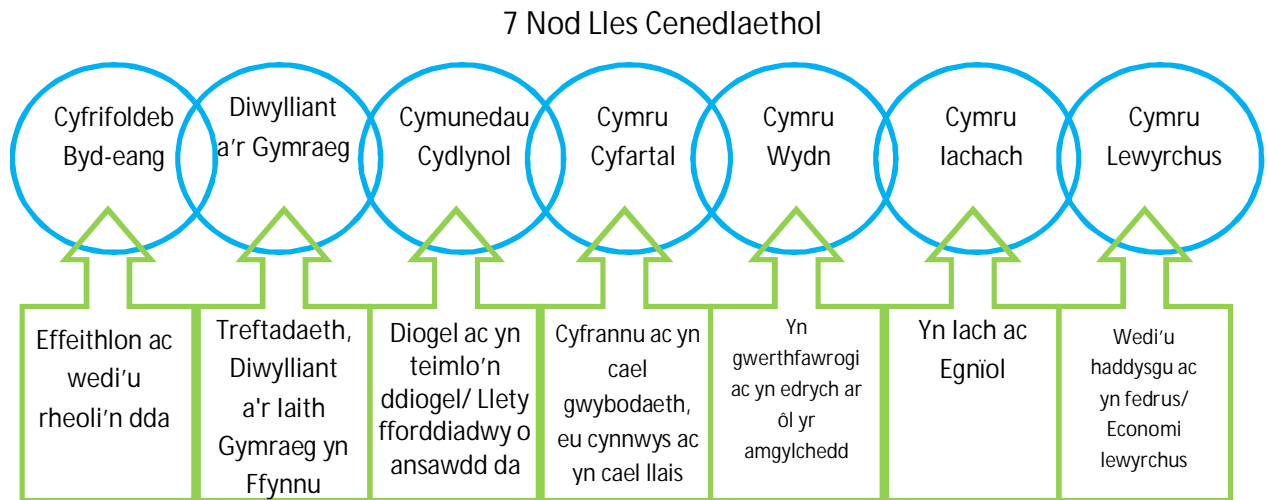 7 Nod Lles Cenedlaethol
Cyfrifoldeb
Byd-eang
Diwylliant
a'r Gymraeg
Cymunedau
Cydlynol
Cymru
Cyfartal
Cymru
Wydn
Cymru
Iachach
Cymru
Lewyrchus
Effeithlon ac
wedi’u
rheoli’n dda
Treftadaeth,
Diwylliant
a'r Iaith
Gymraeg yn
Ffynnu
Diogel ac yn
teimlo’n
ddiogel/ Llety
fforddiadwy o
ansawdd da
Cyfrannu ac yn
cael
gwybodaeth,
eu cynnwys ac
yn cael llais
Yn
gwerthfawrogi
ac yn edrych ar
ôl yr
amgylchedd
Yn Iach ac
Egnïol
Wedi’u
haddysgu ac
yn fedrus/
Economi
lewyrchus